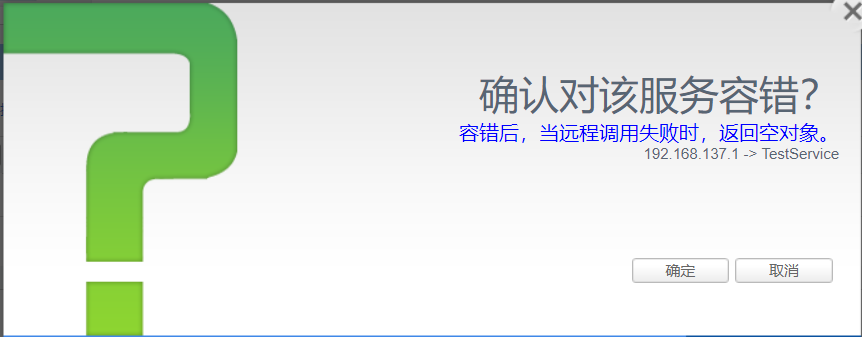 确认对该服务容错?
容错后，当远程调用失败时，返回空对象。
192.168.137.1 -> TestService
确定 取消